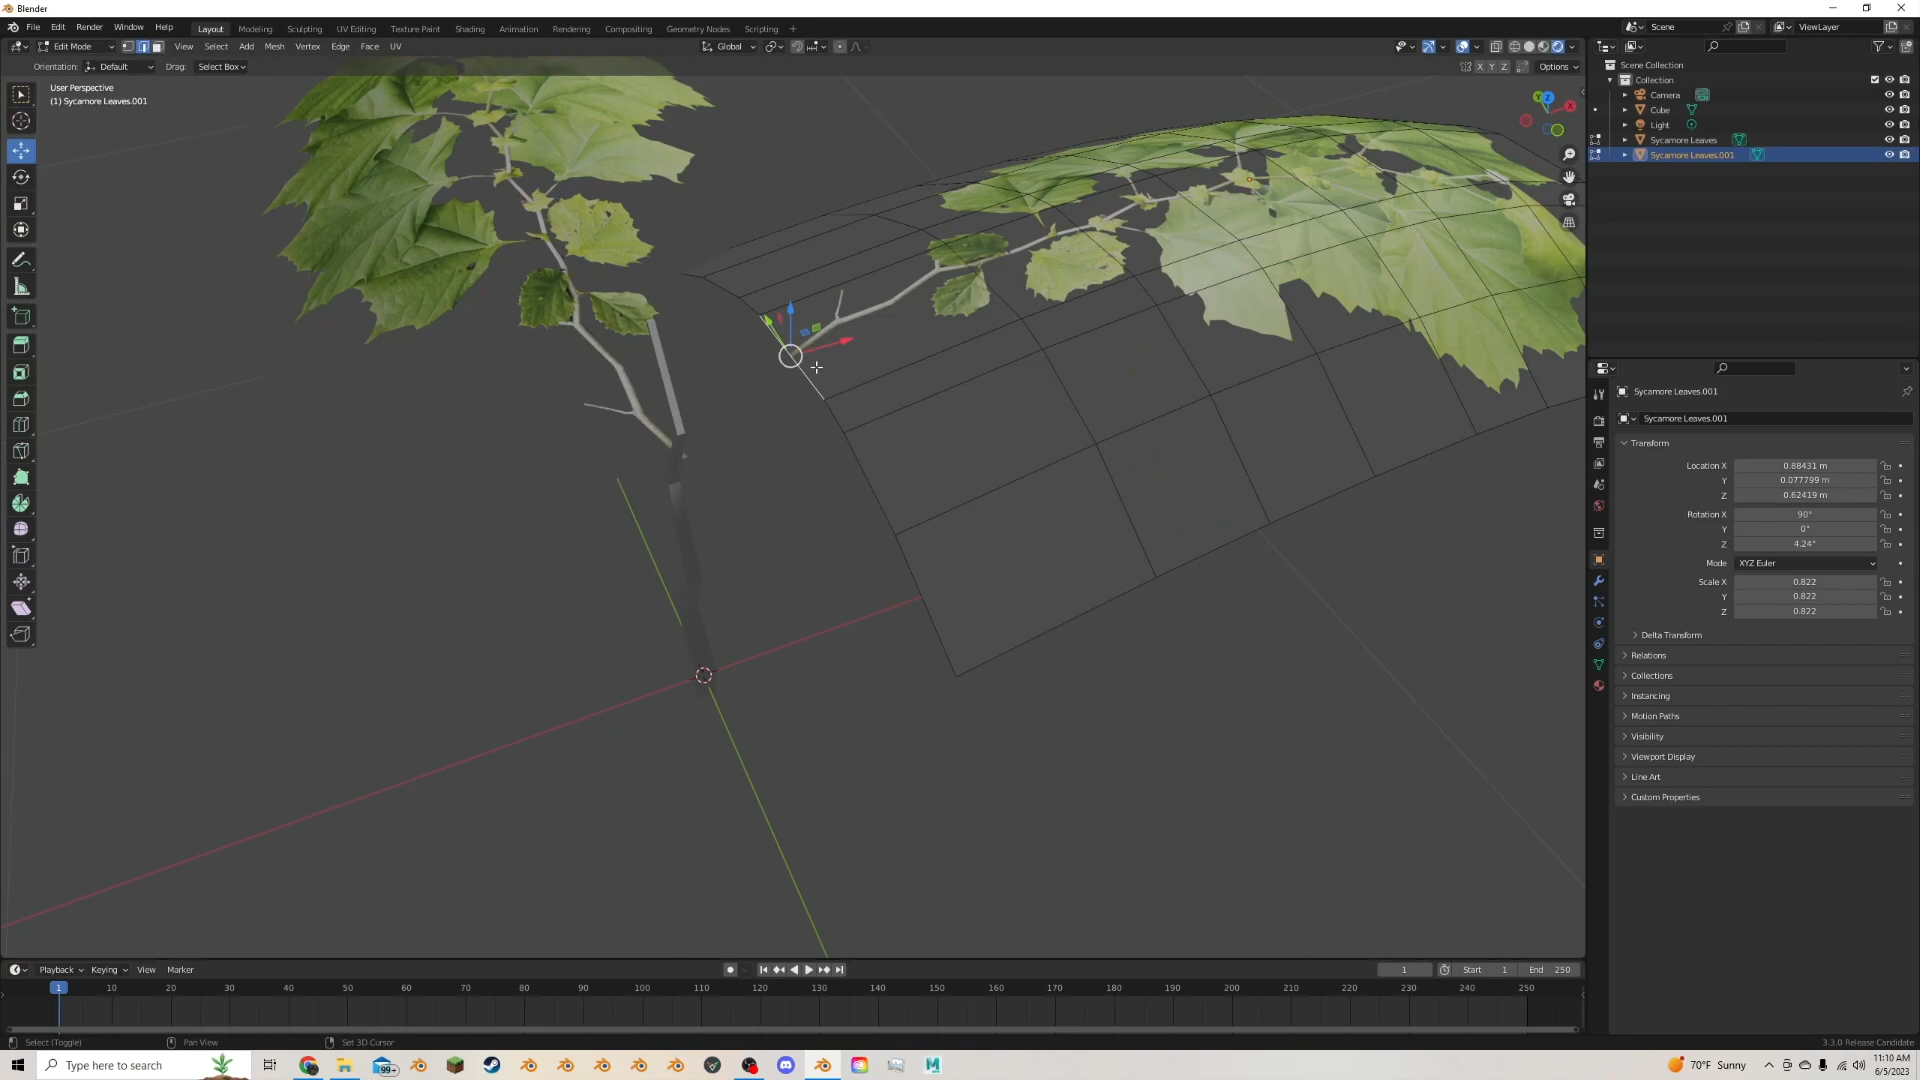 Blender
File Edit Render Window Help Layout Modeling Sculpting UV Editing Texture Paint Shading Animation Rendering Compositing Geometry Nodes Scripting + Scene ViewLayer
Edit Mode View Select Add Mesh Vertex Edge Face UV Global
Orientation: Default Drag: Select Box X Y Z Options
User Perspective
(1) Sycamore Leaves.001
Scene Collection
Collection
Camera
Cube
Light
Sycamore Leaves
Sycamore Leaves.001
Y Z X
Sycamore Leaves.001
Sycamore Leaves.001
Transform
Location X 0.88431 m
Y 0.077799 m
Z 0.62419 m
Rotation X 90°
Y 0°
Z 4.24°
Mode XYZ Euler
Scale X 0.822
Y 0.822
Z 0.822
Delta Transform
Relations
Collections
Instancing
Motion Paths
Visibility
Viewport Display
Line Art
Custom Properties
Playback Keying View Marker 1 Start 1 End 250
1 10 20 30 40 50 60 70 80 90 100 110 120 130 140 150 160 170 180 190 200 210 220 230 240 250
Select (Toggle) Pan View Set 3D Cursor 3.3.0 Release Candidate
Type here to search 99+ 70°F Sunny 11:10 AM
6/5/2023